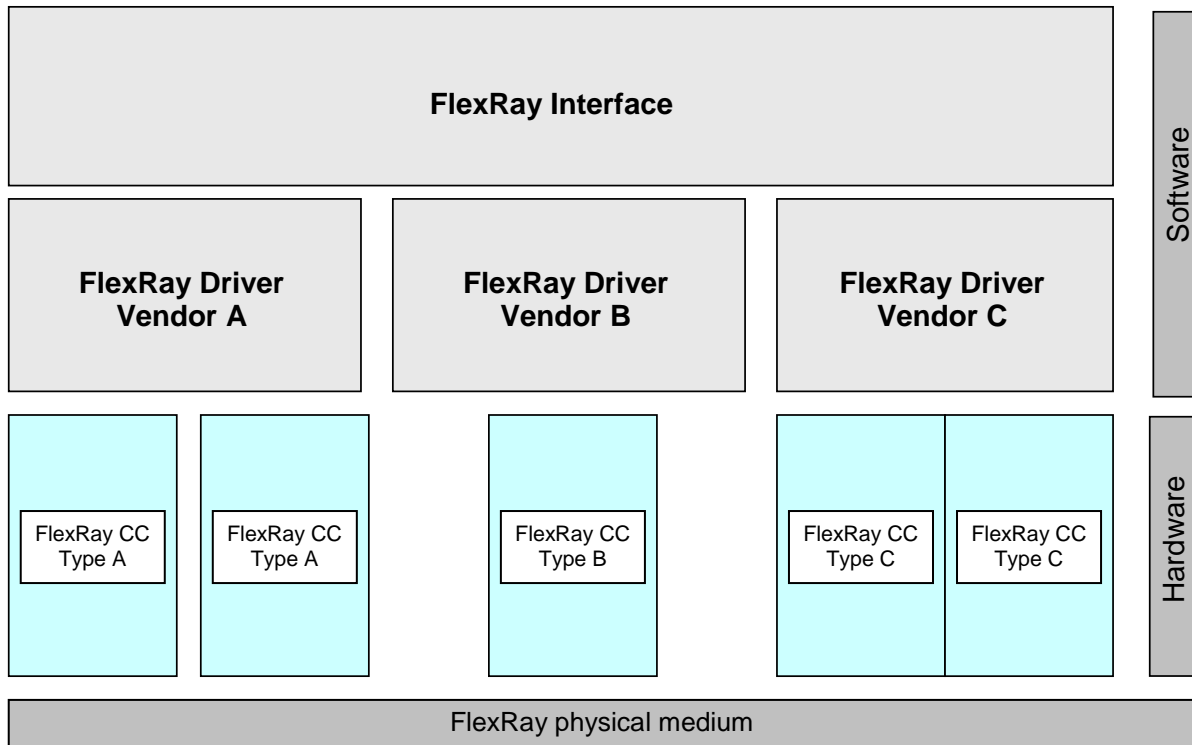 FlexRay Interface
Software
FlexRay Driver
Vendor A
FlexRay Driver
Vendor B
FlexRay Driver
Vendor C
FlexRay CC
Type A
FlexRay CC
Type A
FlexRay CC
Type B
FlexRay CC
Type C
FlexRay CC
Type C
Hardware
FlexRay physical medium